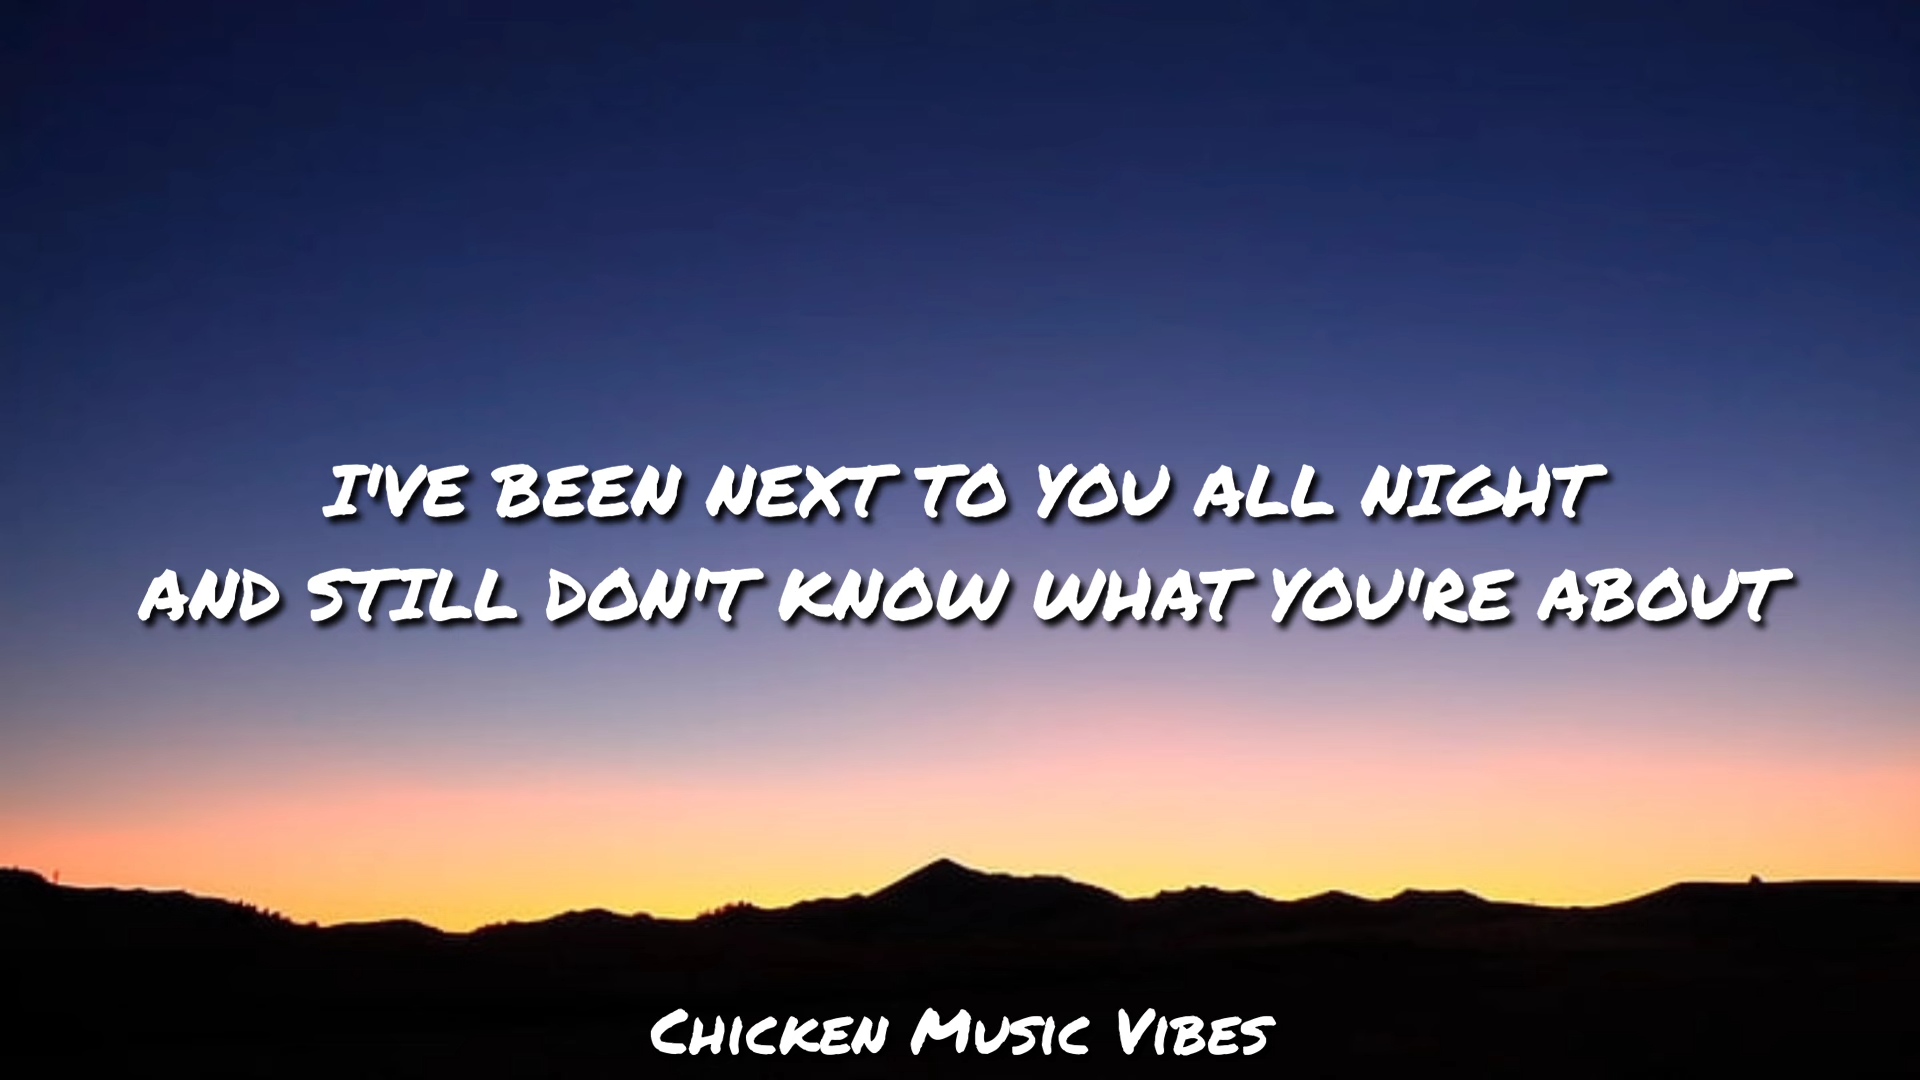 I'VE BEEN NEXT TO YOU ALL NIGHT
AND STILL DON'T KNOW WHAT YOU'RE ABOUT
CHICKEN MUSIC VIBES